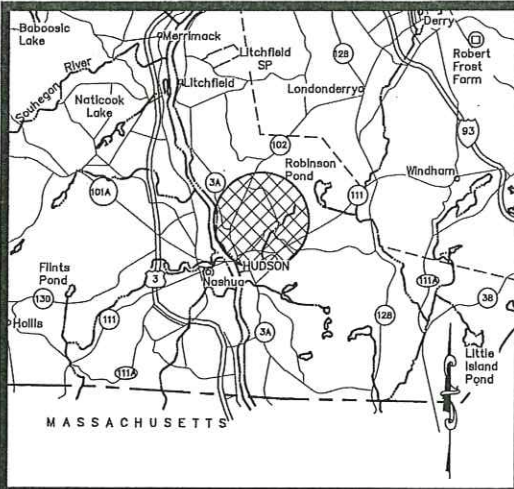 Baboosic
Lake
Merrimack
Litchfield
SP
128
Derry
Robert
Frost
Farm
Souhegan River
Litchfield
Naticook
Lake
Londonderry
93
102
Robinson
Pond
3A
111
Windham
101A
HUDSON
Nashua
Flints
Pond
3
111A
130
Hollis
111
3A
128
38
111A
Little
Island
Pond
MASSACHUSETTS